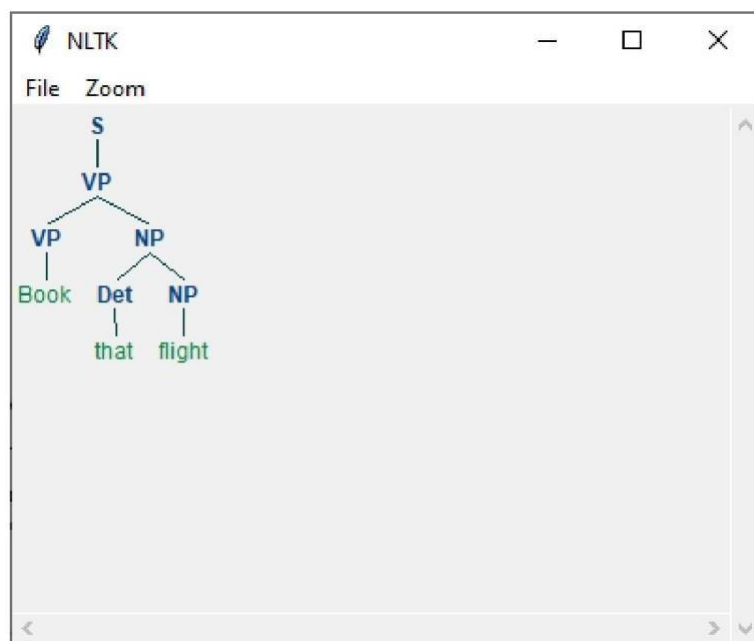 NLTK
File Zoom
S
VP
VP NP
Book Det NP
that flight